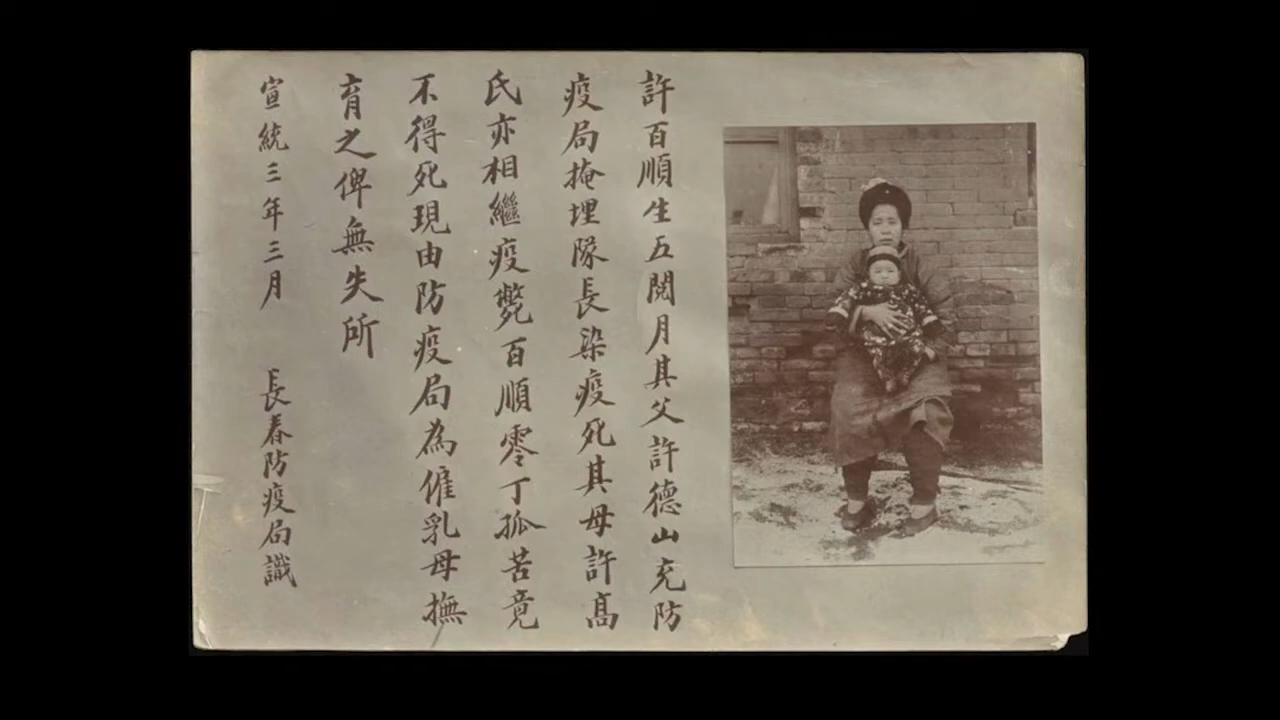 許百順生五閱月其父許德山充防
疫局掩埋隊長染疫死其母許高
氏亦相繼疫斃百順零丁孤苦竟
不得死現由防疫局為僱乳母撫
育之俾無失所
宣統三年三月 長春防疫局識